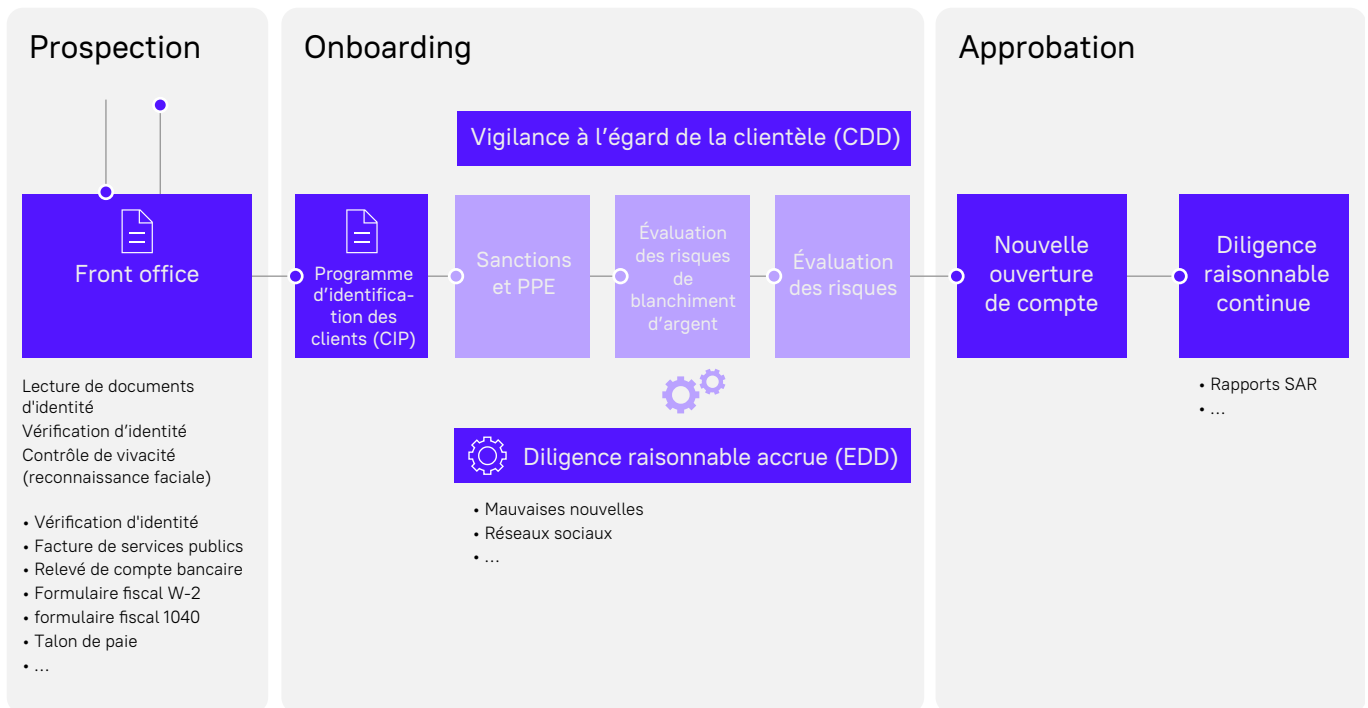 Prospection
Front office
Lecture de documents
d'identité
Vérification d’identité
Contrôle de vivacité
(reconnaissance faciale)
• Vérification d'identité
• Facture de services publics
• Relevé de compte bancaire
• Formulaire fiscal W-2
• formulaire fiscal 1040
• Talon de paie
• ...
Onboarding
Vigilance à l’égard de la clientèle (CDD)
Programme
d’identifica-
tion des
clients (CIP)
Sanctions
et PPE
Évaluation
des risques
de
blanchiment
d’argent
Évaluation
des risques
Diligence raisonnable accrue (EDD)
• Mauvaises nouvelles
• Réseaux sociaux
• ...
Approbation
Nouvelle
ouverture
de compte
Diligence
raisonnable
continue
• Rapports SAR
• ...